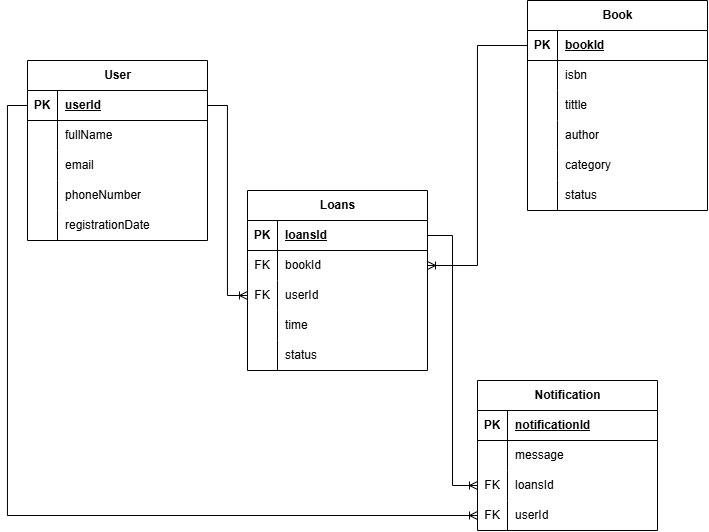 Book
PK bookId
isbn
tittle
author
category
status
User
PK userId
fullName
email
phoneNumber
registrationDate
Loans
PK loansId
FK bookId
FK userId
time
status
Notification
PK notificationId
message
FK loansId
FK userId